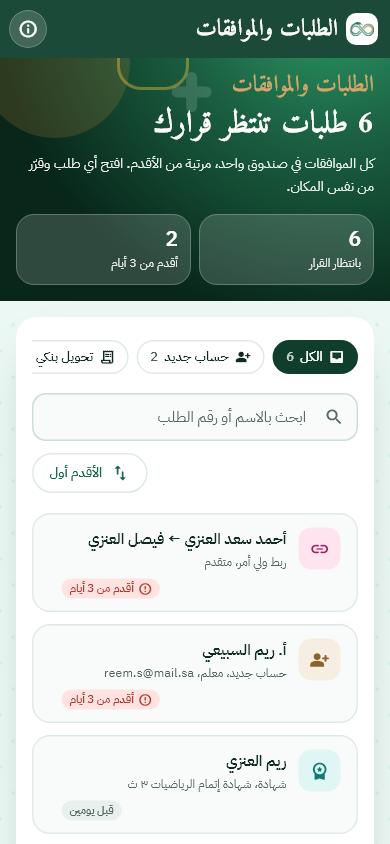 الطلبات والموافقات
الطلبات والموافقات
6 طلبات تنتظر قرارك
كل الموافقات في صندوق واحد، مرتبة من الأقدم. افتح أي طلب وقرّر
من نفس المكان.
6
بانتظار القرار
2
أقدم من 3 أيام
الكل 6
حساب جديد 2
تحويل بنكي
ابحث بالاسم أو رقم الطلب
الأقدم أول
أحمد سعد العنزي ← فيصل العنزي
ربط ولي أمر، متقدم
أقدم من 3 أيام
أ. ريم السبيعي
حساب جديد، معلم، reem.s@mail.sa
أقدم من 3 أيام
ريم العنزي
شهادة، شهادة إتمام الرياضيات ٣ ث
قبل يومين